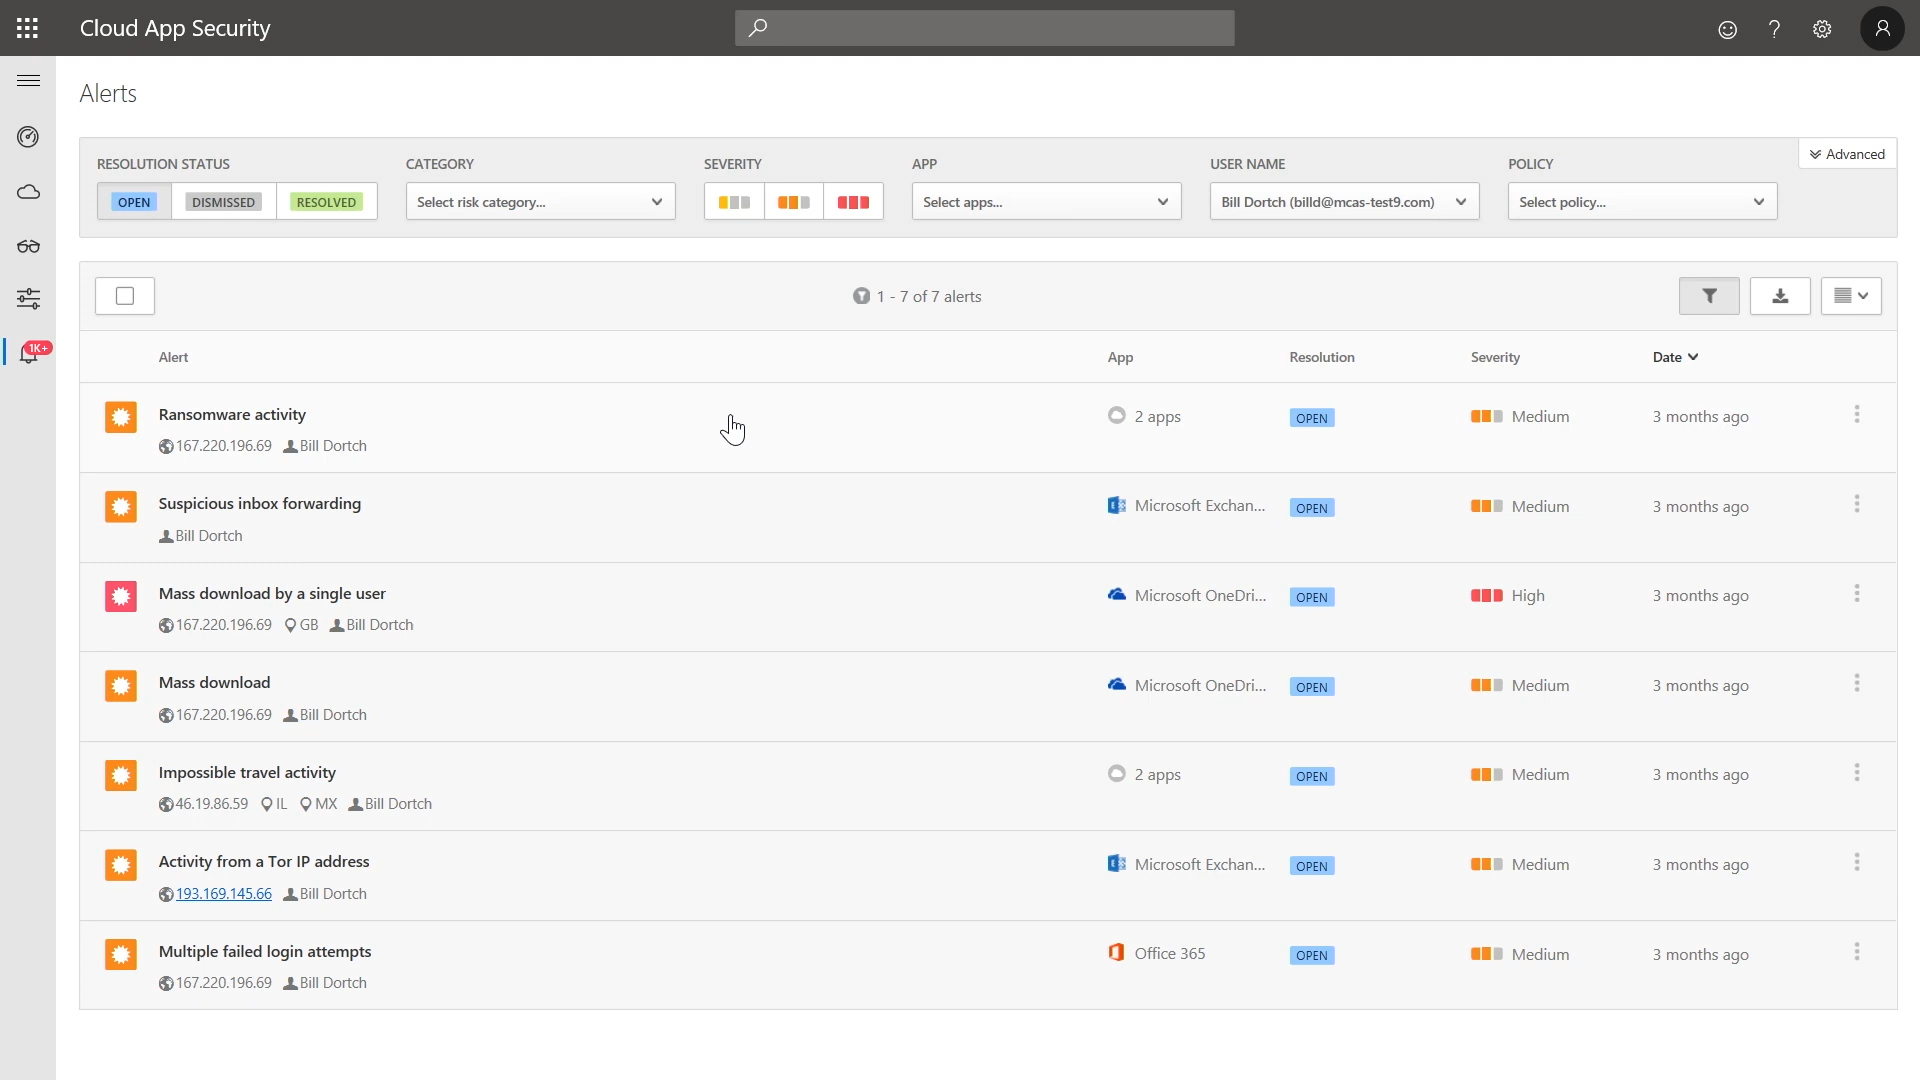 Cloud App Security
Alerts
Advanced
RESOLUTION STATUS CATEGORY SEVERITY APP USER NAME POLICY
OPEN DISMISSED RESOLVED Select risk category... Select apps... Bill Dortch (billd@mcas-test9.com) Select policy...
1 - 7 of 7 alerts
1K+
Alert App Resolution Severity Date
Ransomware activity 2 apps OPEN Medium 3 months ago
167.220.196.69 Bill Dortch
Suspicious inbox forwarding Microsoft Exchan... OPEN Medium 3 months ago
Bill Dortch
Mass download by a single user Microsoft OneDri... OPEN High 3 months ago
167.220.196.69 GB Bill Dortch
Mass download Microsoft OneDri... OPEN Medium 3 months ago
167.220.196.69 Bill Dortch
Impossible travel activity 2 apps OPEN Medium 3 months ago
46.19.86.59 IL MX Bill Dortch
Activity from a Tor IP address Microsoft Exchan... OPEN Medium 3 months ago
193.169.145.66 Bill Dortch
Multiple failed login attempts Office 365 OPEN Medium 3 months ago
167.220.196.69 Bill Dortch